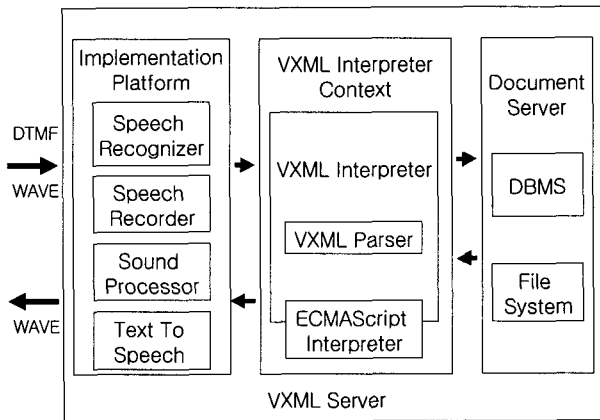 DTMF
WAVE
WAVE
Implementation
Platform
Speech
Recognizer
Speech
Recorder
Sound
Processor
Text To
Speech
VXML Interpreter
Context
VXML Interpreter
VXML Parser
ECMAScript
Interpreter
Document
Server
DBMS
File
System
VXML Server